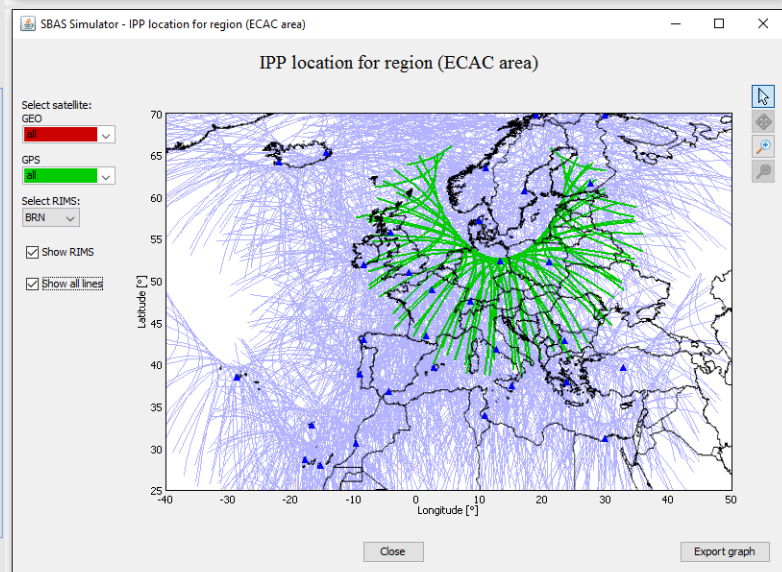 SBAS Simulator - IPP location for region (ECAC area)
IPP location for region (ECAC area)
Select satellite:
GEO
all
GPS
all
Select RIMS:
BRN
Show RIMS
Show all lines
Latitude [°]
70
65
60
55
50
45
40
35
30
25
-40
-30
-20
-10
0
10
20
30
40
50
Longitude [°]
Close
Export graph